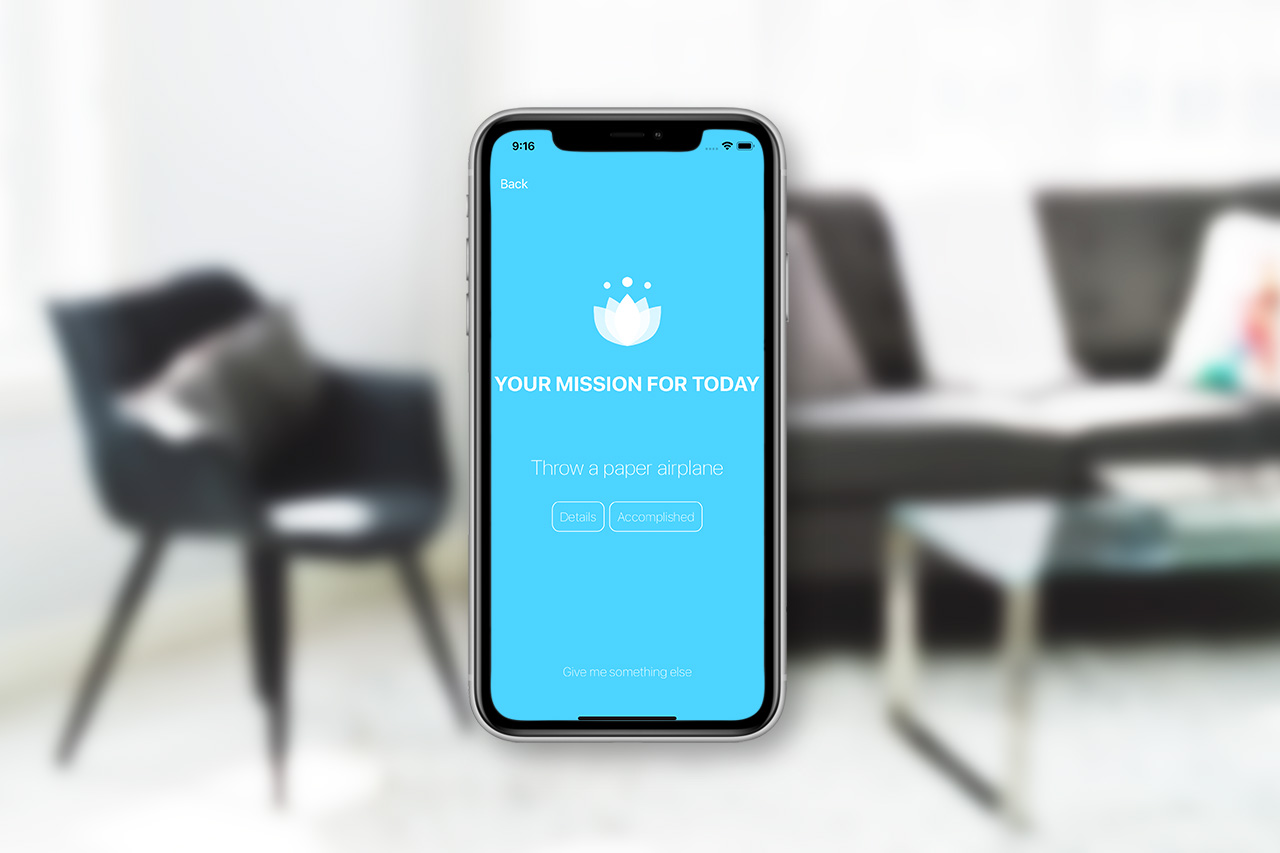 9:16
Back
YOUR MISSION FOR TODAY
Throw a paper airplane
Details Accomplished
Give me something else